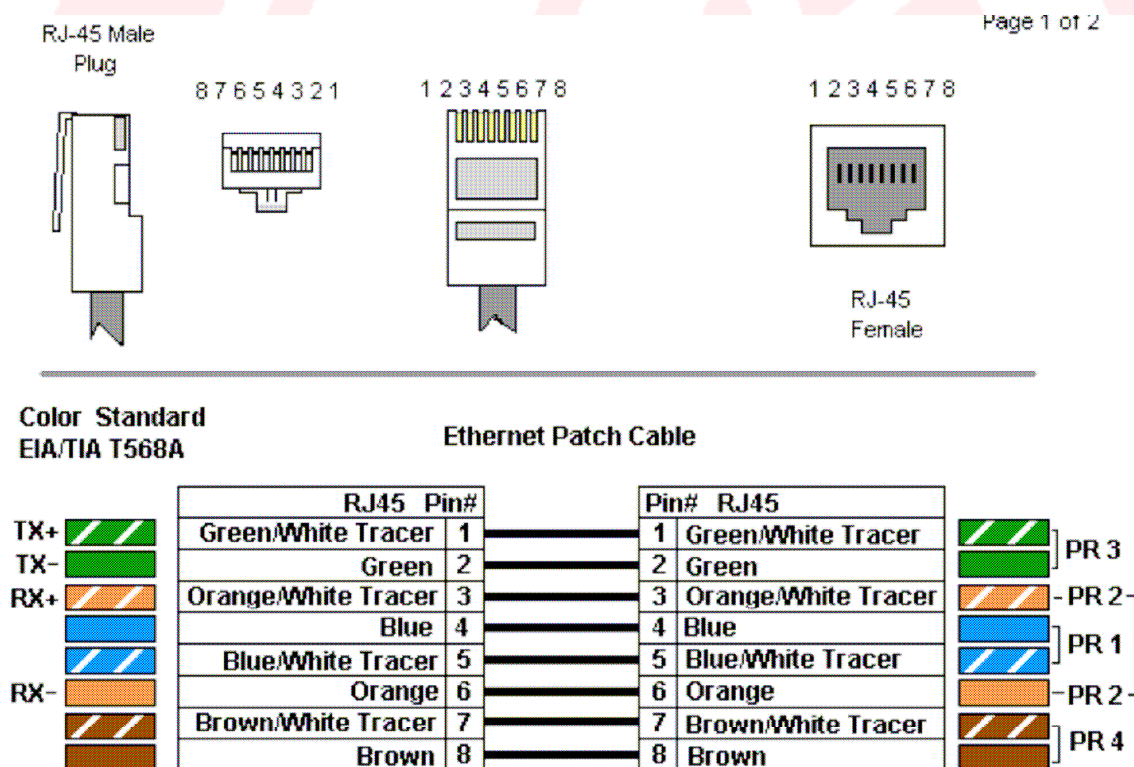 Page 1 of 2
RJ-45 Male
Plug
8 7 6 5 4 3 2 1
1 2 3 4 5 6 7 8
1 2 3 4 5 6 7 8
RJ-45
Female
Color Standard
EIA/TIA T568A
Ethernet Patch Cable
RJ45 Pin#
Pin# RJ45
TX+ Green/White Tracer 1 1 Green/White Tracer
PR 3
TX- Green 2 2 Green
RX+ Orange/White Tracer 3 3 Orange/White Tracer PR 2
Blue 4 4 Blue
PR 1
Blue/White Tracer 5 5 Blue/White Tracer
RX- Orange 6 6 Orange PR 2
Brown/White Tracer 7 7 Brown/White Tracer
PR 4
Brown 8 8 Brown